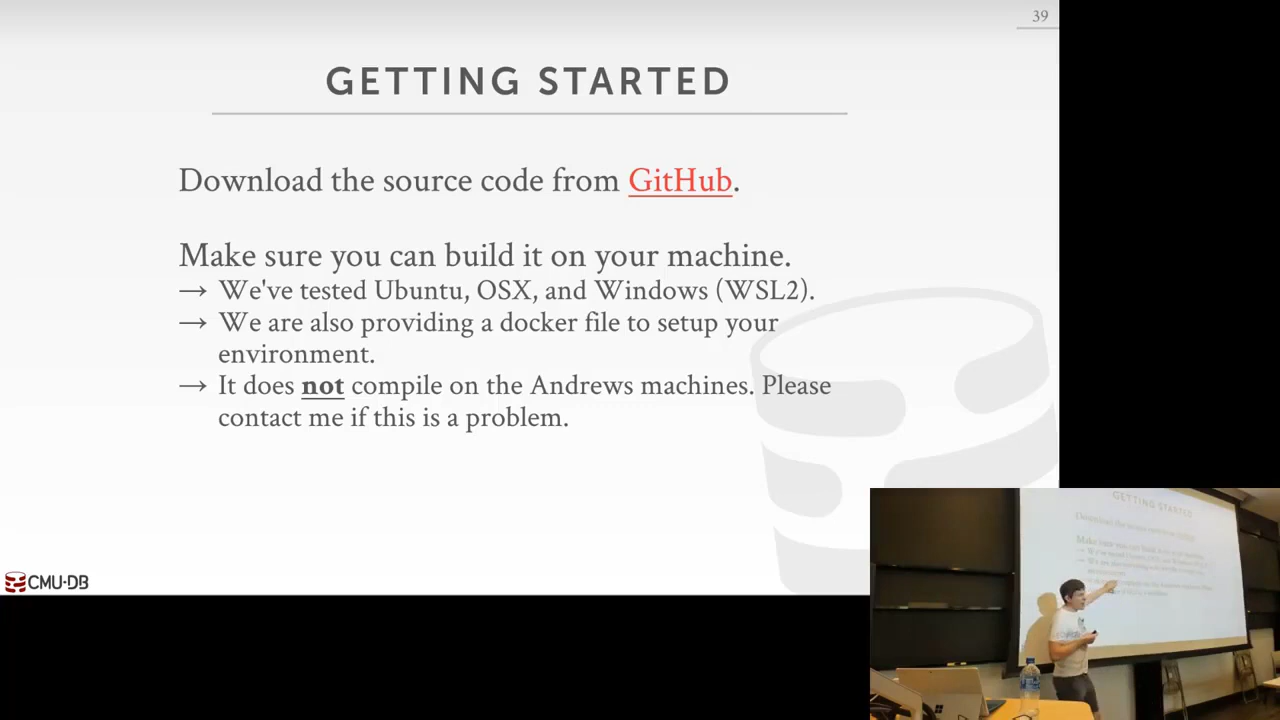 39
GETTING STARTED
Download the source code from GitHub.
Make sure you can build it on your machine.
→ We've tested Ubuntu, OSX, and Windows (WSL2).
→ We are also providing a docker file to setup your
environment.
→ It does not compile on the Andrews machines. Please
contact me if this is a problem.
CMU·DB
GETTING STARTED